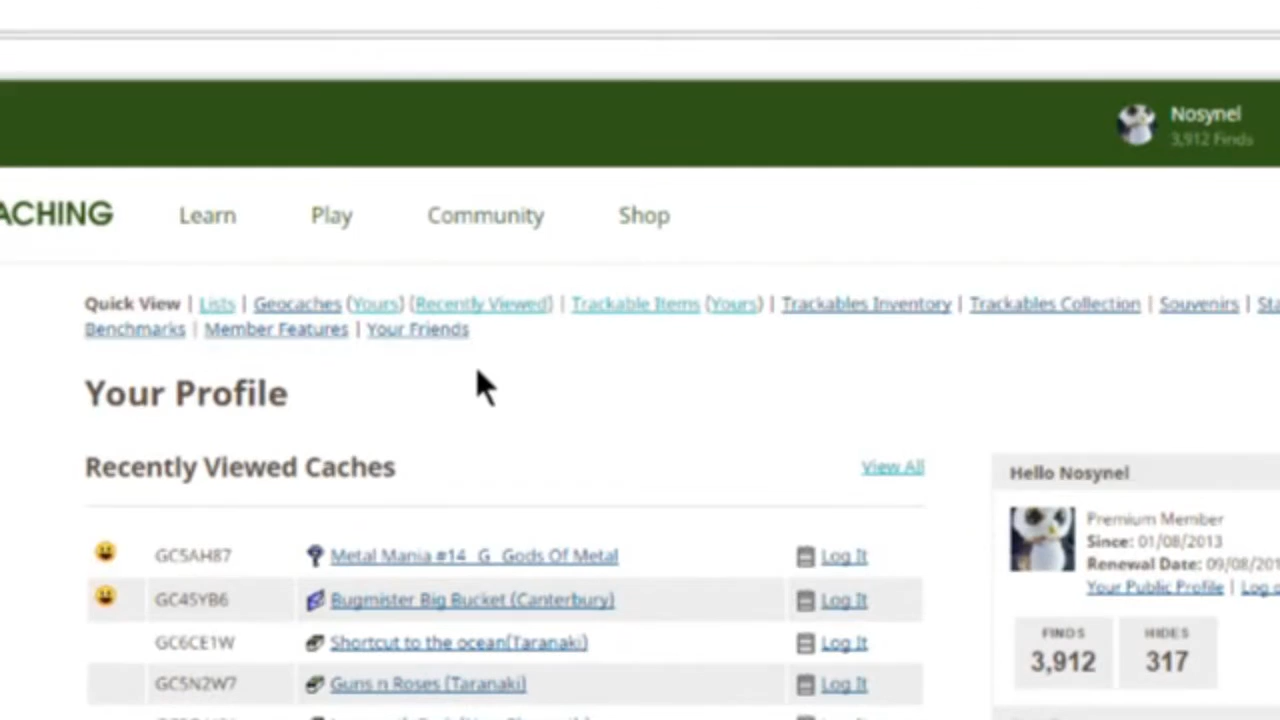 Nosynel
3,912 Finds
ACHING Learn Play Community Shop
Quick View | Lists | Geocaches (Yours) (Recently Viewed) | Trackable Items (Yours) | Trackables Inventory | Trackables Collection | Souvenirs | Sta
Benchmarks | Member Features | Your Friends
Your Profile
Recently Viewed Caches View All
GC5AH87 Metal Mania #14 G Gods Of Metal Log It
GC45YB6 Bugmister Big Bucket (Canterbury) Log It
GC6CE1W Shortcut to the ocean(Taranaki) Log It
GC5N2W7 Guns n Roses (Taranaki) Log It
Hello Nosynel
Premium Member
Since: 01/08/2013
Renewal Date: 09/08/201
Your Public Profile | Log
FINDS HIDES
3,912 317